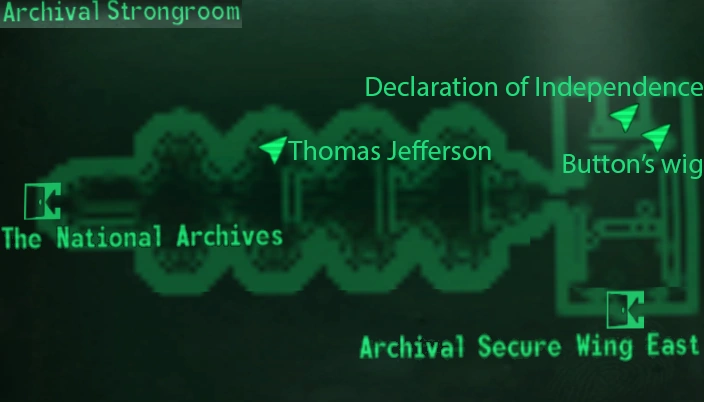 Archival Strongroom
Declaration of Independence
Thomas Jefferson
Button's wig
The National Archives
Archival Secure Wing East